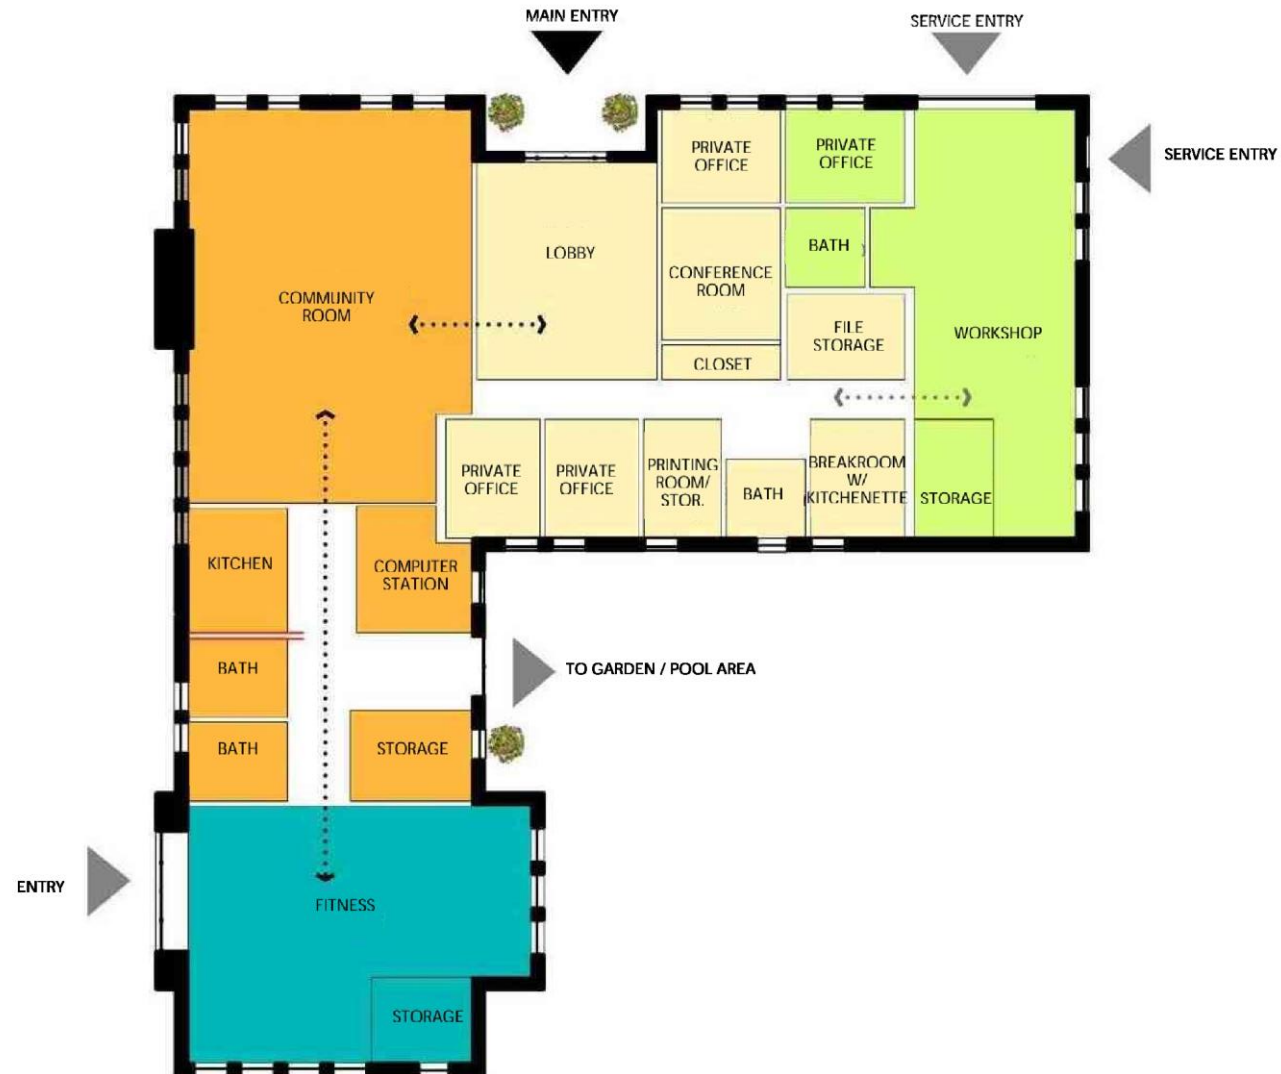 MAIN ENTRY
SERVICE ENTRY
SERVICE ENTRY
PRIVATE
OFFICE
PRIVATE
OFFICE
LOBBY
BATH
CONFERENCE
ROOM
COMMUNITY
ROOM
FILE
STORAGE
WORKSHOP
CLOSET
PRIVATE
OFFICE
PRIVATE
OFFICE
PRINTING
ROOM/
STOR.
BATH
BREAKROOM
W/
KITCHENETTE
STORAGE
KITCHEN
COMPUTER
STATION
BATH
TO GARDEN / POOL AREA
BATH
STORAGE
ENTRY
FITNESS
STORAGE